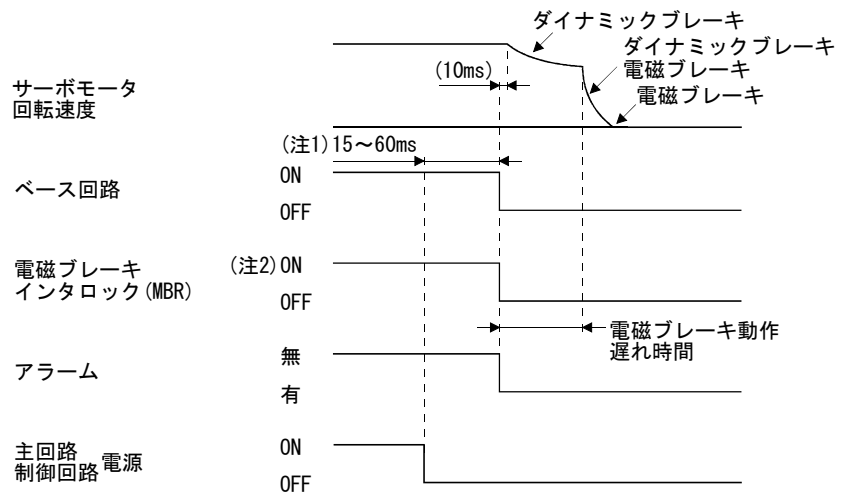 ダイナミックブレーキ
ダイナミックブレーキ
電磁ブレーキ
電磁ブレーキ
(10ms)
サーボモータ
回転速度
(注1)15～60ms
ベース回路
ON
OFF
電磁ブレーキ
インタロック(MBR)
(注2)ON
OFF
電磁ブレーキ動作
遅れ時間
アラーム
無
有
主回路
制御回路
電源
ON
OFF